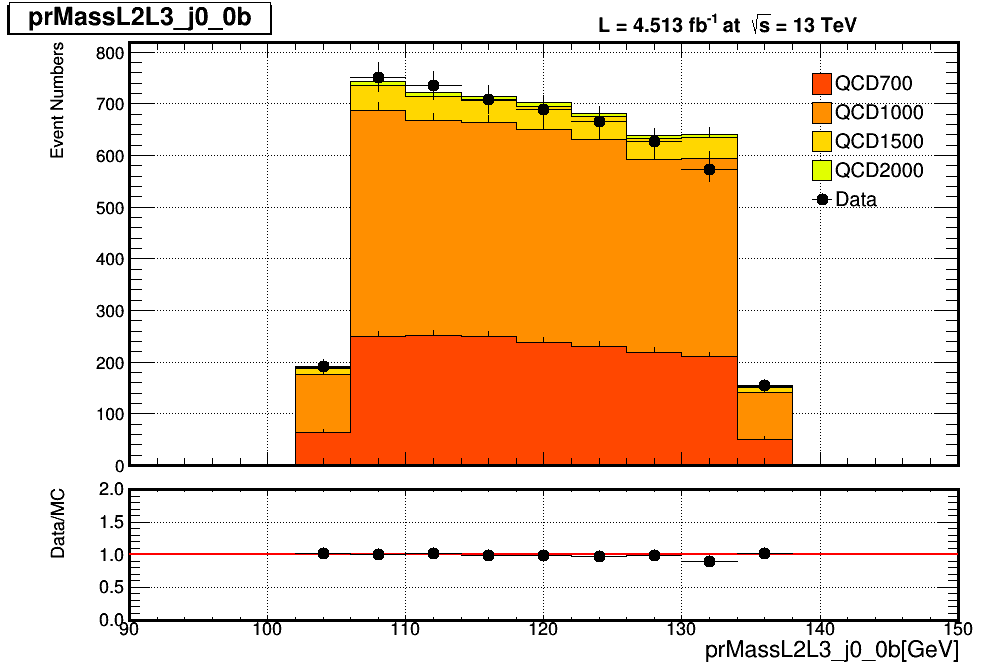 prMassL2L3_j0_0b
L = 4.513 fb⁻¹ at √s = 13 TeV
Event Numbers
800
700
600
500
400
300
200
100
0
QCD700
QCD1000
QCD1500
QCD2000
Data
Data/MC
2.0
1.5
1.0
0.5
0.0
90 100 110 120 130 140 150
prMassL2L3_j0_0b[GeV]